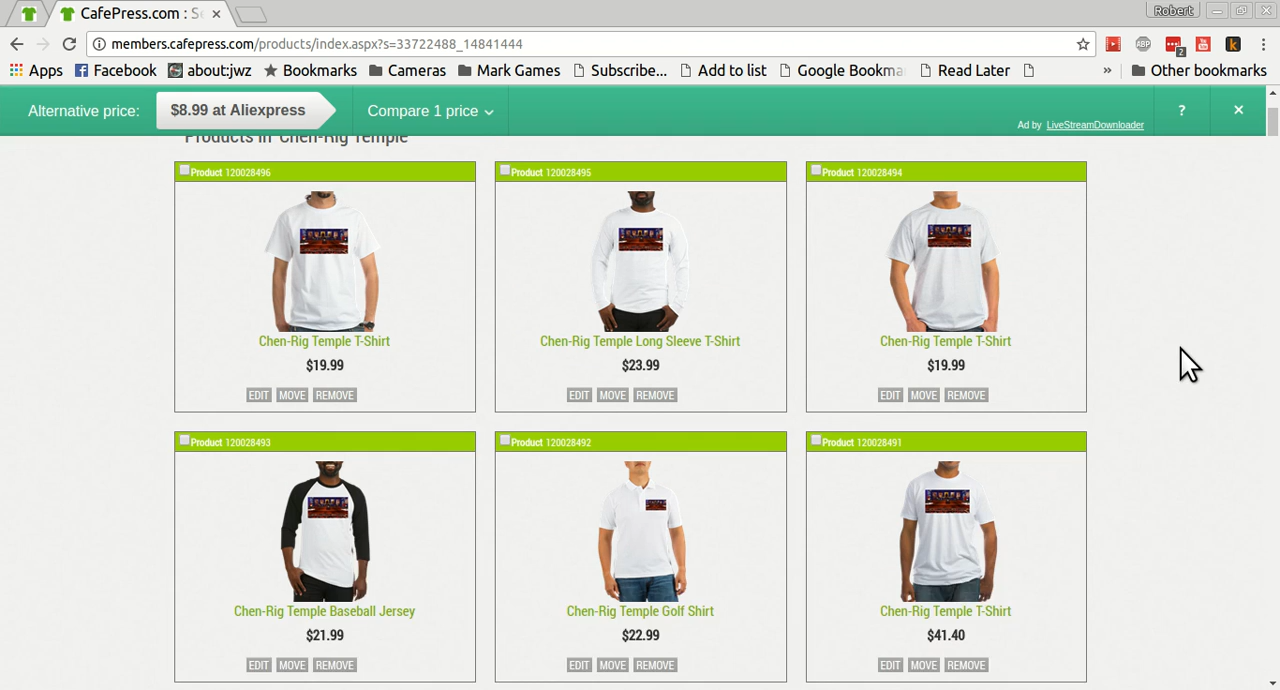 Robert
CafePress.com : Se
members.cafepress.com/products/index.aspx?s=33722488_14841444
ABP
2
You
k
Apps Facebook about:jwz Bookmarks Cameras Mark Games Subscribe... Add to list Google Bookma Read Later » Other bookmarks
Alternative price: $8.99 at Aliexpress Compare 1 price ? ×
Ad by LiveStreamDownloader
Products in 'Chen-Rig Temple'
Product 120028496 Product 120028495 Product 120028494
Chen-Rig Temple T-Shirt Chen-Rig Temple Long Sleeve T-Shirt Chen-Rig Temple T-Shirt
$19.99 $23.99 $19.99
EDIT MOVE REMOVE EDIT MOVE REMOVE EDIT MOVE REMOVE
Product 120028493 Product 120028492 Product 120028491
Chen-Rig Temple Baseball Jersey Chen-Rig Temple Golf Shirt Chen-Rig Temple T-Shirt
$21.99 $22.99 $41.40
EDIT MOVE REMOVE EDIT MOVE REMOVE EDIT MOVE REMOVE